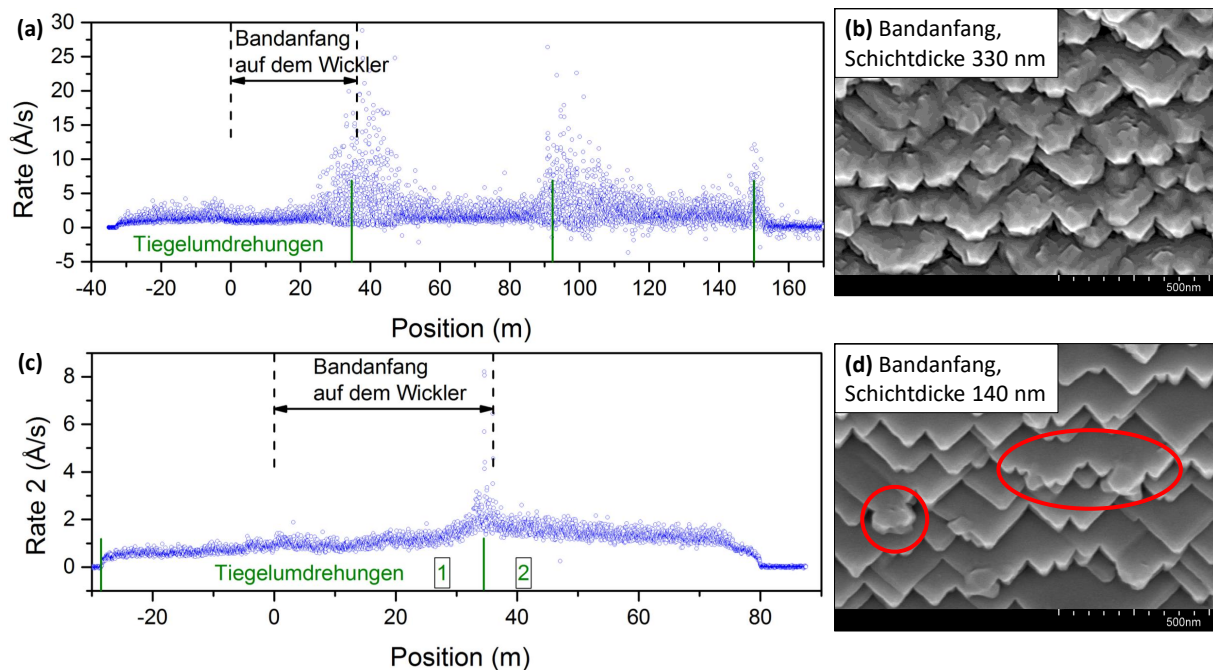 (a)
30
25
20
15
10
5
0
-5
Rate (Å/s)
Bandanfang
auf dem Wickler
Tiegelumdrehungen
-40 -20 0 20 40 60 80 100 120 140 160
Position (m)
(b) Bandanfang,
Schichtdicke 330 nm
500nm
(c)
8
6
4
2
0
Rate 2 (Å/s)
Bandanfang
auf dem Wickler
Tiegelumdrehungen 1 2
-20 0 20 40 60 80
Position (m)
(d) Bandanfang,
Schichtdicke 140 nm
500nm